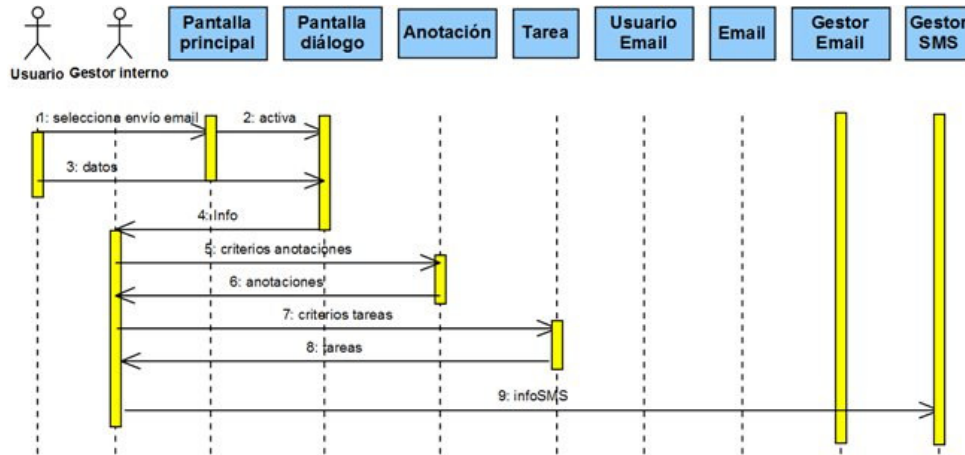 Pantalla
principal
Pantalla
diálogo
Anotación
Tarea
Usuario
Email
Email
Gestor
Email
Gestor
SMS
Usuario
Gestor interno
1: selecciona envío email
2: activa
3: datos
4: Info
5: criterios anotaciones
6: anotaciones
7: criterios tareas
8: tareas
9: infoSMS